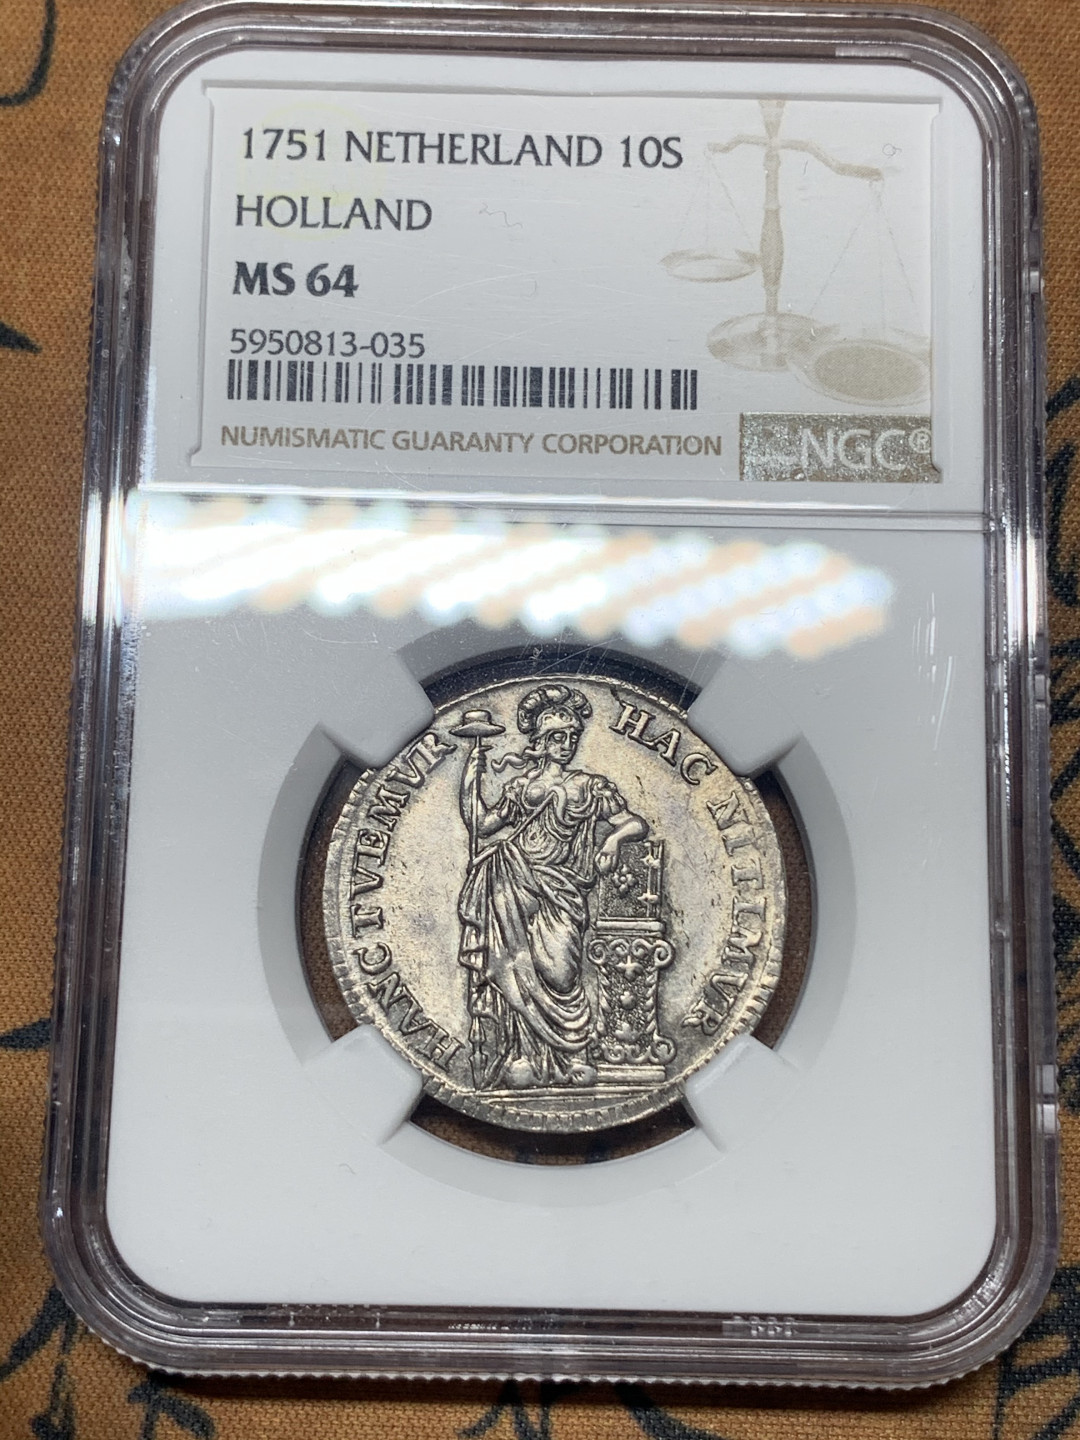 1751 NETHERLAND 10S
HOLLAND
MS 64
5950813-035
NUMISMATIC GUARANTY CORPORATION
NGC®
HANC TVEMVR
HAC NITIMVR